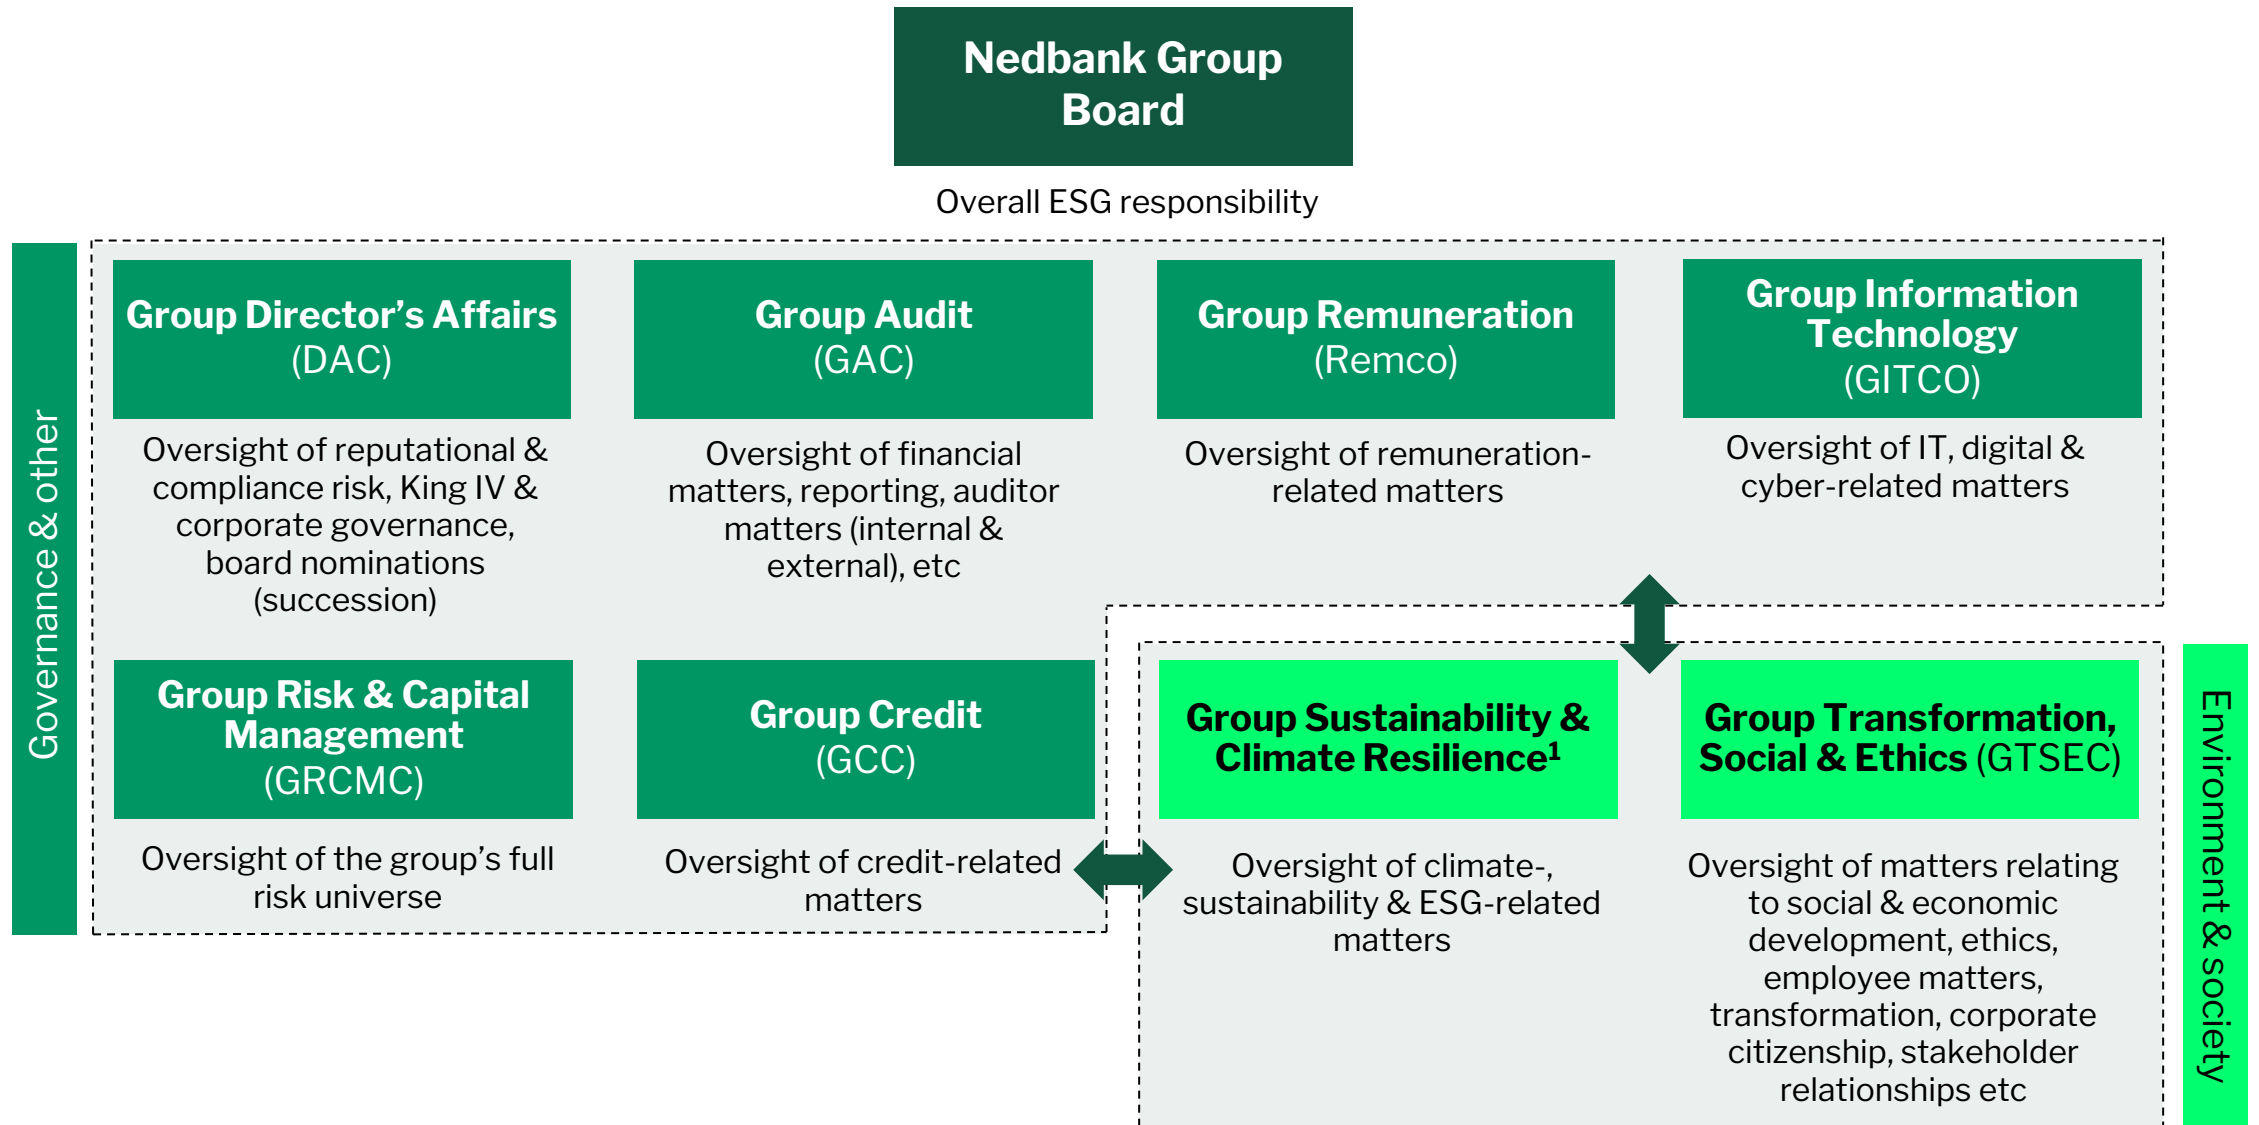 Nedbank Group
Board
Overall ESG responsibility
Governance & other
Group Director’s Affairs
(DAC)
Oversight of reputational &
compliance risk, King IV &
corporate governance,
board nominations
(succession)
Group Audit
(GAC)
Oversight of financial
matters, reporting, auditor
matters (internal &
external), etc
Group Remuneration
(Remco)
Oversight of remuneration-
related matters
Group Information
Technology
(GITCO)
Oversight of IT, digital &
cyber-related matters
Group Risk & Capital
Management
(GRCMC)
Oversight of the group’s full
risk universe
Group Credit
(GCC)
Oversight of credit-related
matters
Group Sustainability &
Climate Resilience¹
Oversight of climate-,
sustainability & ESG-related
matters
Group Transformation,
Social & Ethics (GTSEC)
Oversight of matters relating
to social & economic
development, ethics,
employee matters,
transformation, corporate
citizenship, stakeholder
relationships etc
Environment & society